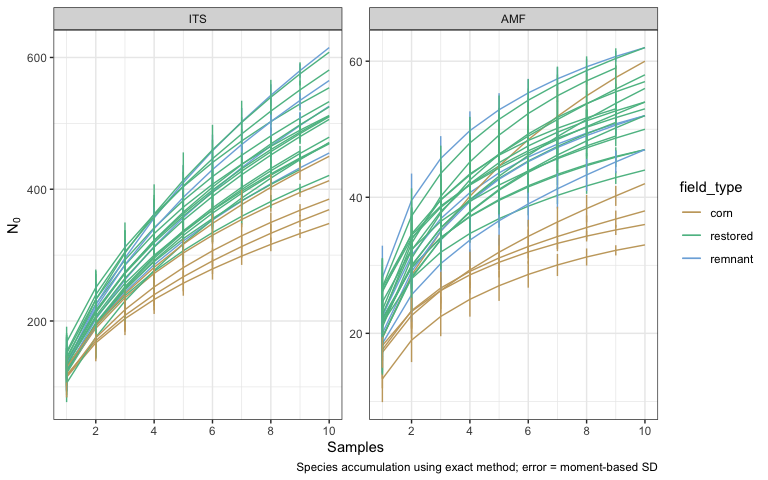 ITS
AMF
600
400
200
60
40
20
N0
2 4 6 8 10
2 4 6 8 10
Samples
field_type
corn
restored
remnant
Species accumulation using exact method; error = moment-based SD